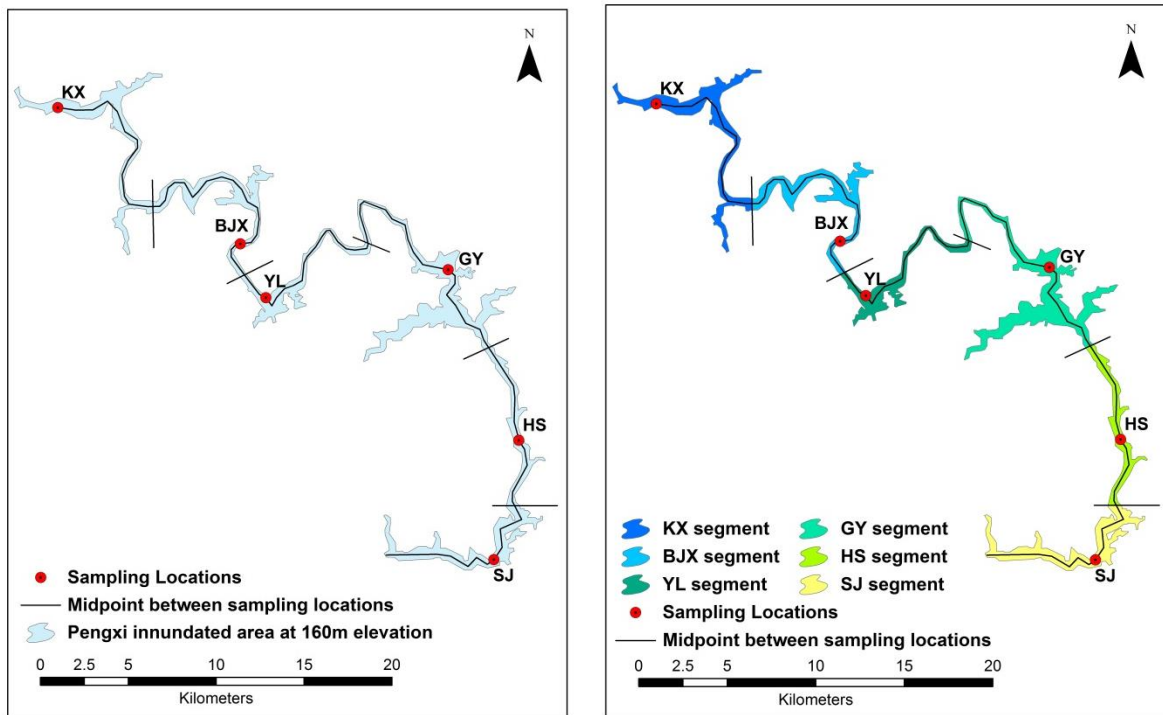 N
KX
BJX
YL
GY
HS
SJ
Sampling Locations
Midpoint between sampling locations
Pengxi innundated area at 160m elevation
0 2.5 5 10 15 20
Kilometers
N
KX
BJX
YL
GY
HS
SJ
KX segment GY segment
BJX segment HS segment
YL segment SJ segment
Sampling Locations
Midpoint between sampling locations
0 2.5 5 10 15 20
Kilometers